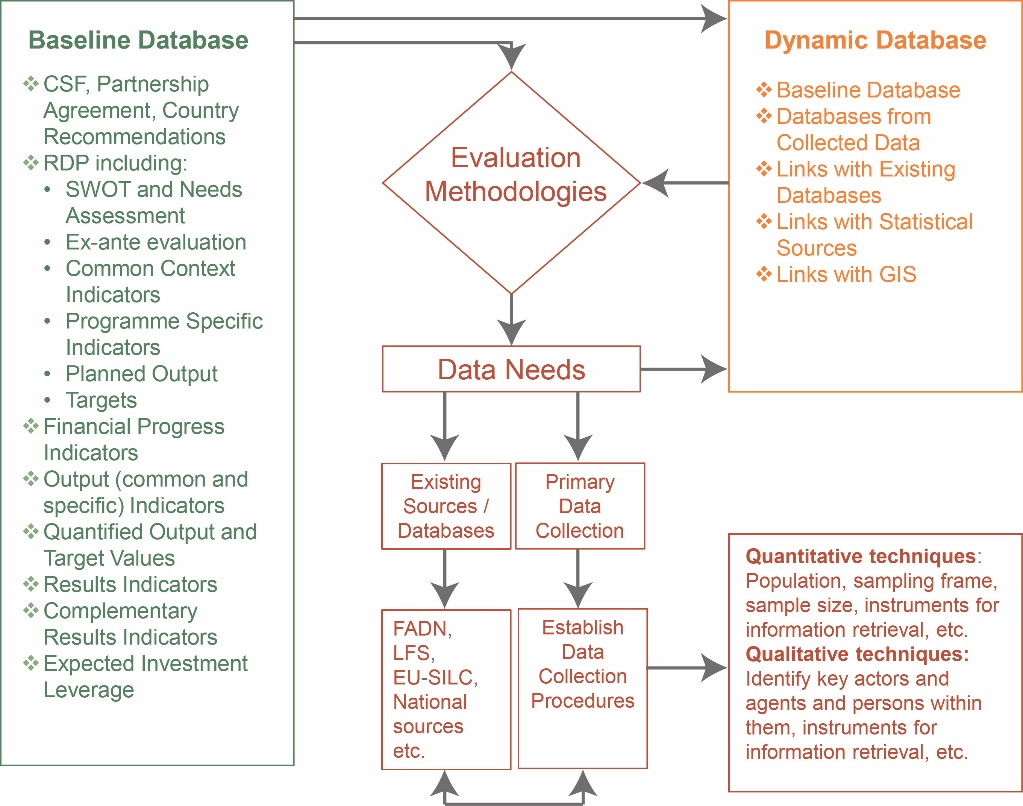 Baseline Database
❖ CSF, Partnership
Agreement, Country
Recommendations
❖ RDP including:
• SWOT and Needs
Assessment
• Ex-ante evaluation
• Common Context
Indicators
• Programme Specific
Indicators
• Planned Output
• Targets
❖ Financial Progress
Indicators
❖ Output (common and
specific) Indicators
❖ Quantified Output and
Target Values
❖ Results Indicators
❖ Complementary
Results Indicators
❖ Expected Investment
Leverage
Evaluation
Methodologies
Dynamic Database
❖ Baseline Database
❖ Databases from
Collected Data
❖ Links with Existing
Databases
❖ Links with Statistical
Sources
❖ Links with GIS
Data Needs
Existing
Sources /
Databases
Primary
Data
Collection
FADN,
LFS,
EU-SILC,
National
sources
etc.
Establish
Data
Collection
Procedures
Quantitative techniques:
Population, sampling frame,
sample size, instruments for
information retrieval, etc.
Qualitative techniques:
Identify key actors and
agents and persons within
them, instruments for
information retrieval, etc.